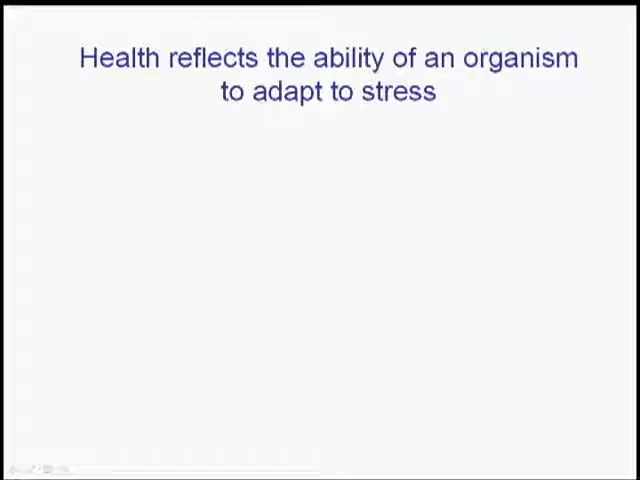 Health reflects the ability of an organism
to adapt to stress